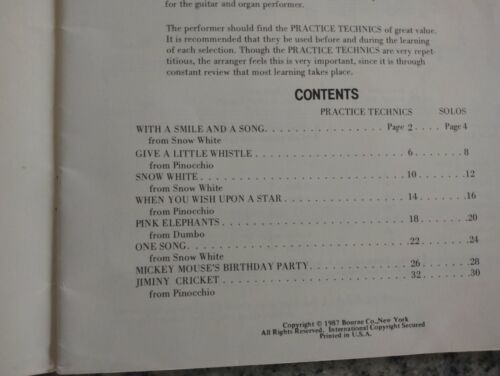 for the guitar and organ performer.
The performer should find the PRACTICE TECHNICS of great value.
It is recommended that they be used before and during the learning
of each selection. Though the PRACTICE TECHNICS are very repet-
titious, the arranger feels this is very important, since it is through
constant review that most learning takes place.
CONTENTS
PRACTICE TECHNICS SOLOS
WITH A SMILE AND A SONG. . . . . . . . . . . . . . . . . . . Page 2 . . . . Page 4
from Snow White
GIVE A LITTLE WHISTLE . . . . . . . . . . . . . . . . . . . . 6 . . . . . . . 8
from Pinocchio
SNOW WHITE . . . . . . . . . . . . . . . . . . . . . . . . . 10 . . . . . . . 12
from Snow White
WHEN YOU WISH UPON A STAR . . . . . . . . . . . . . . . . 14 . . . . . . . 16
from Pinocchio
PINK ELEPHANTS . . . . . . . . . . . . . . . . . . . . . . . 18 . . . . . . . 20
from Dumbo
ONE SONG. . . . . . . . . . . . . . . . . . . . . . . . . . . 22 . . . . . . . 24
from Snow White
MICKEY MOUSE'S BIRTHDAY PARTY. . . . . . . . . . . . . . 26 . . . . . . . 28
JIMINY CRICKET . . . . . . . . . . . . . . . . . . . . . . . 32 . . . . . . . 30
from Pinocchio
Copyright © 1987 Bourne Co., New York
All Rights Reserved, International Copyright Secured
Printed in U.S.A.